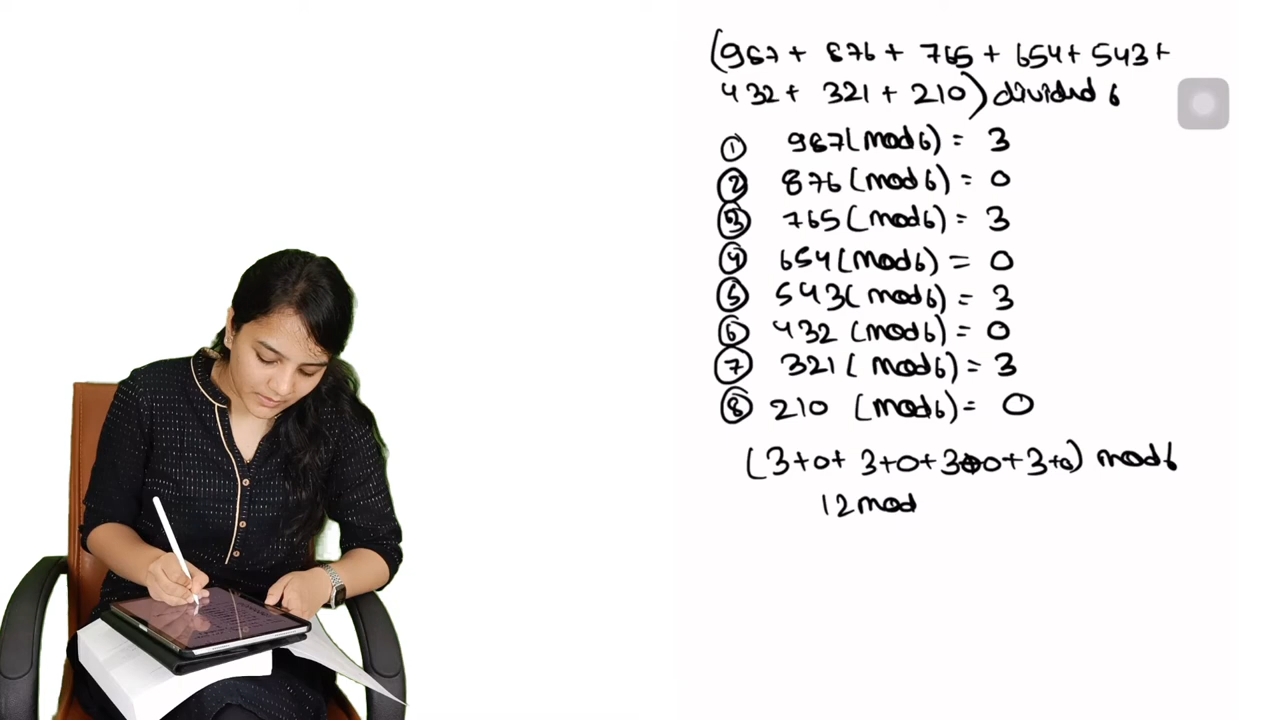 (987 + 876 + 765 + 654 + 543 +
432 + 321 + 210) divided 6
① 987 (mod 6) = 3
② 876 (mod 6) = 0
③ 765 (mod 6) = 3
④ 654 (mod 6) = 0
⑤ 543 (mod 6) = 3
⑥ 432 (mod 6) = 0
⑦ 321 (mod 6) = 3
⑧ 210 (mod 6) = 0
(3+0+ 3+0+3+0+3+0) mod 6
12 mod